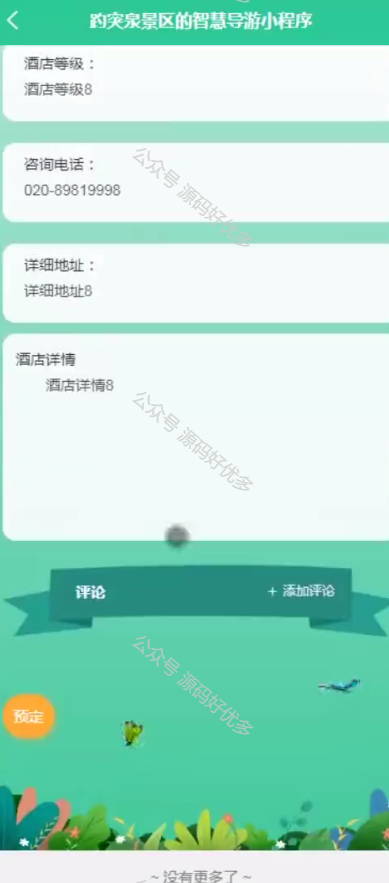 趵突泉景区的智慧导游小程序
酒店等级：
酒店等级8
咨询电话：
020-89819998
公众号 源码好优多
详细地址：
详细地址8
酒店详情
酒店详情8
公众号 源码好优多
评论
+ 添加评论
公众号 源码好优多
预定
~ 没有更多了 ~